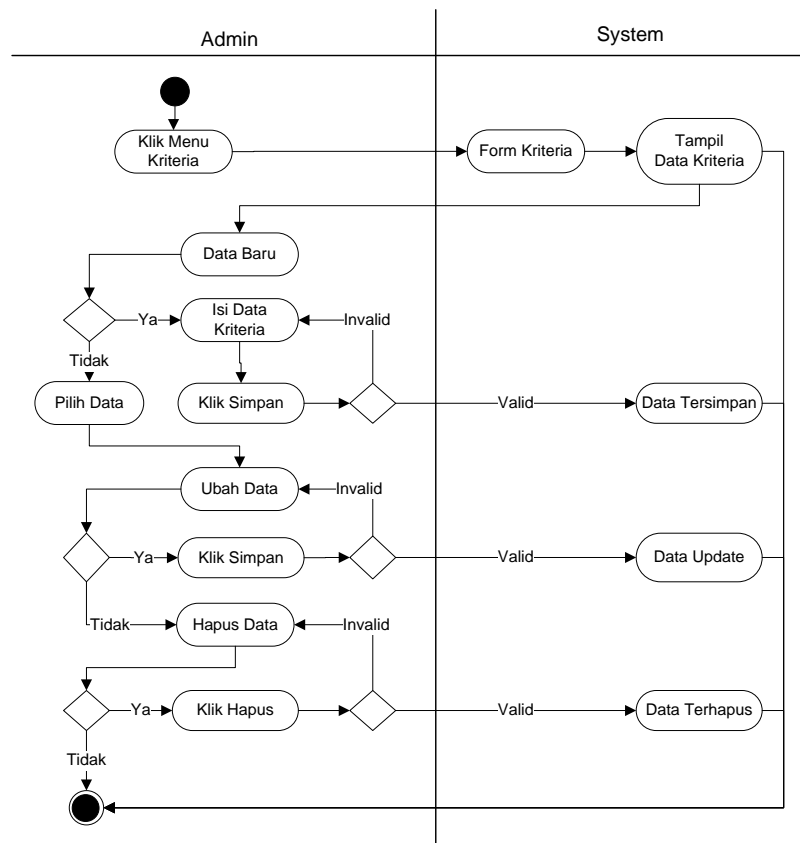 Admin
System
Klik Menu
Kriteria
Form Kriteria
Tampil
Data Kriteria
Data Baru
Ya
Isi Data
Kriteria
Invalid
Tidak
Pilih Data
Klik Simpan
Valid
Data Tersimpan
Ubah Data
Invalid
Ya
Klik Simpan
Valid
Data Update
Tidak
Hapus Data
Invalid
Ya
Klik Hapus
Valid
Data Terhapus
Tidak